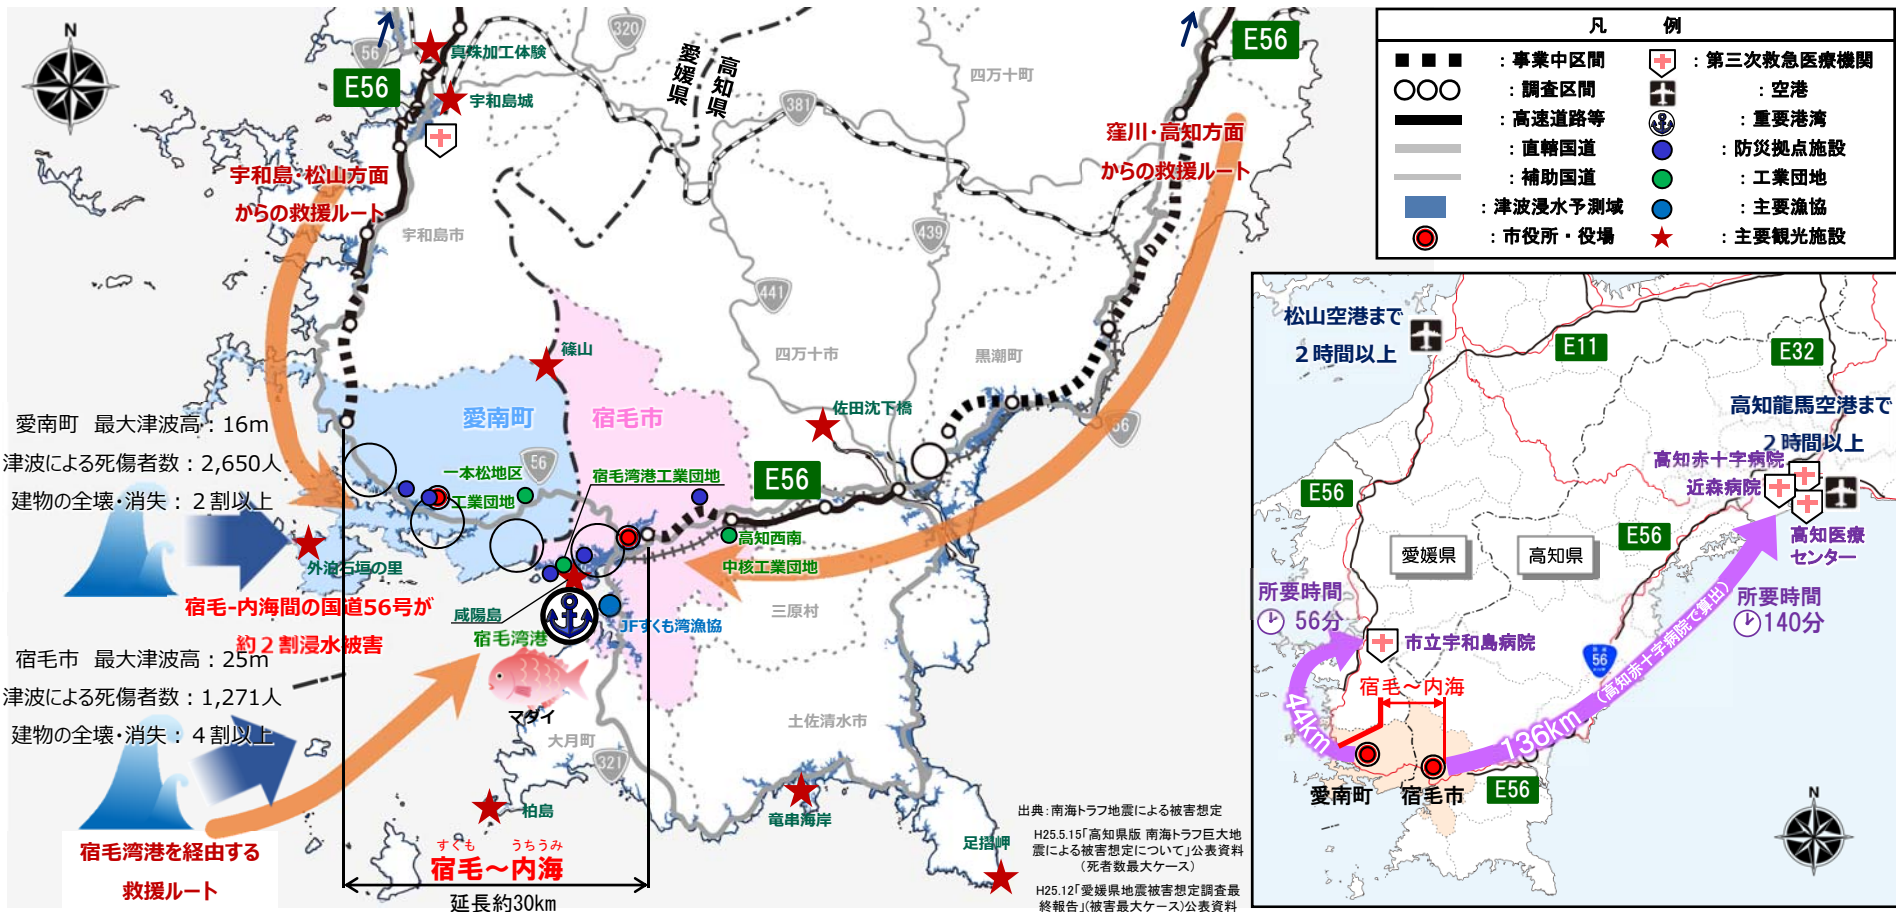 N
56
E56
真珠加工体験
宇和島城
320
愛媛県
高知県
381
四万十町
E56
宇和島・松山方面
からの救援ルート
宇和島市
窪川・高知方面
からの救援ルート
439
441
四万十市
黒潮町
篠山
愛南町
宿毛市
佐田沈下橋
56
愛南町 最大津波高：16m
津波による死傷者数：2,650人
建物の全壊・消失：２割以上
一本松地区
工業団地
56
宿毛湾港工業団地
E56
高知西南
中核工業団地
外泊石垣の里
宿毛-内海間の国道56号が
約２割浸水被害
咸陽島
宿毛湾港
JFすくも湾漁協
三原村
宿毛市 最大津波高：25m
津波による死傷者数：1,271人
建物の全壊・消失：４割以上
マダイ
大月町
321
土佐清水市
柏島
竜串海岸
足摺岬
宿毛湾港を経由する
救援ルート
すくも うちうみ
宿毛～内海
延長約30km
出典：南海トラフ地震による被害想定
H25.5.15「高知県版 南海トラフ巨大地
震による被害想定について」公表資料
（死者数最大ケース）
H25.12「愛媛県地震被害想定調査最
終報告」(被害最大ケース)公表資料
凡 例
：事業中区間
：第三次救急医療機関
：調査区間
：空港
：高速道路等
：重要港湾
：直轄国道
：防災拠点施設
：補助国道
：工業団地
：津波浸水予測域
：主要漁協
：市役所・役場
：主要観光施設
松山空港まで
２時間以上
E11
E32
高知龍馬空港まで
２時間以上
高知赤十字病院
近森病院
E56
E56
高知医療
センター
愛媛県
高知県
所要時間
56分
所要時間
140分
市立宇和島病院
56
宿毛～内海
44km
136km
（高知赤十字病院で算出）
愛南町
宿毛市
E56
N